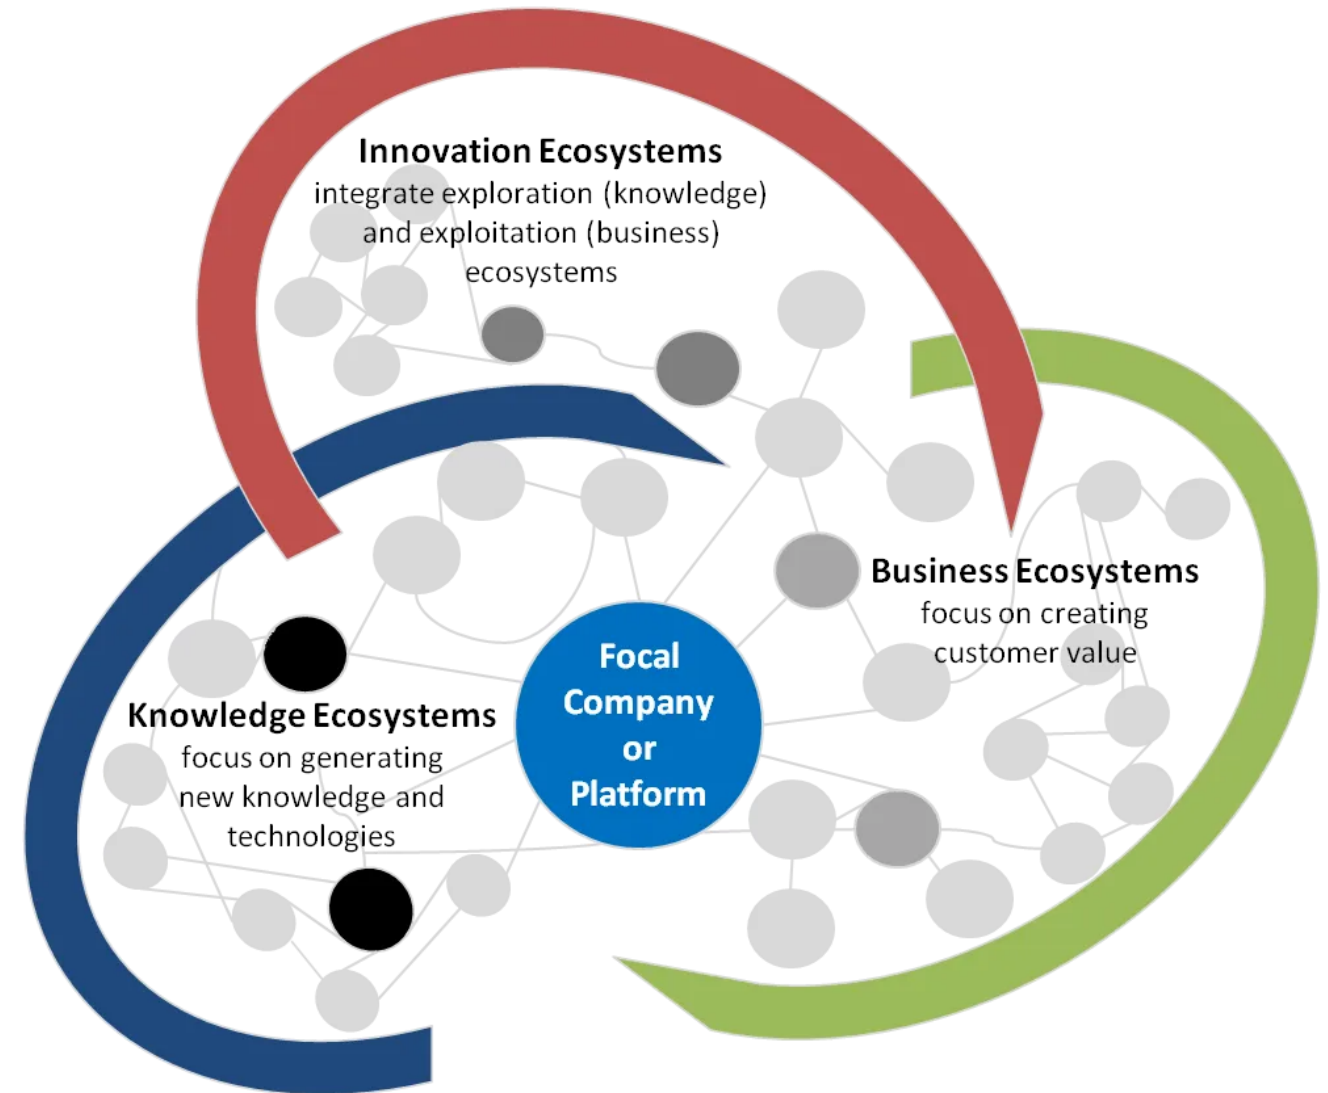 Innovation Ecosystems
integrate exploration (knowledge)
and exploitation (business)
ecosystems
Business Ecosystems
focus on creating
customer value
Focal
Company
or
Platform
Knowledge Ecosystems
focus on generating
new knowledge and
technologies